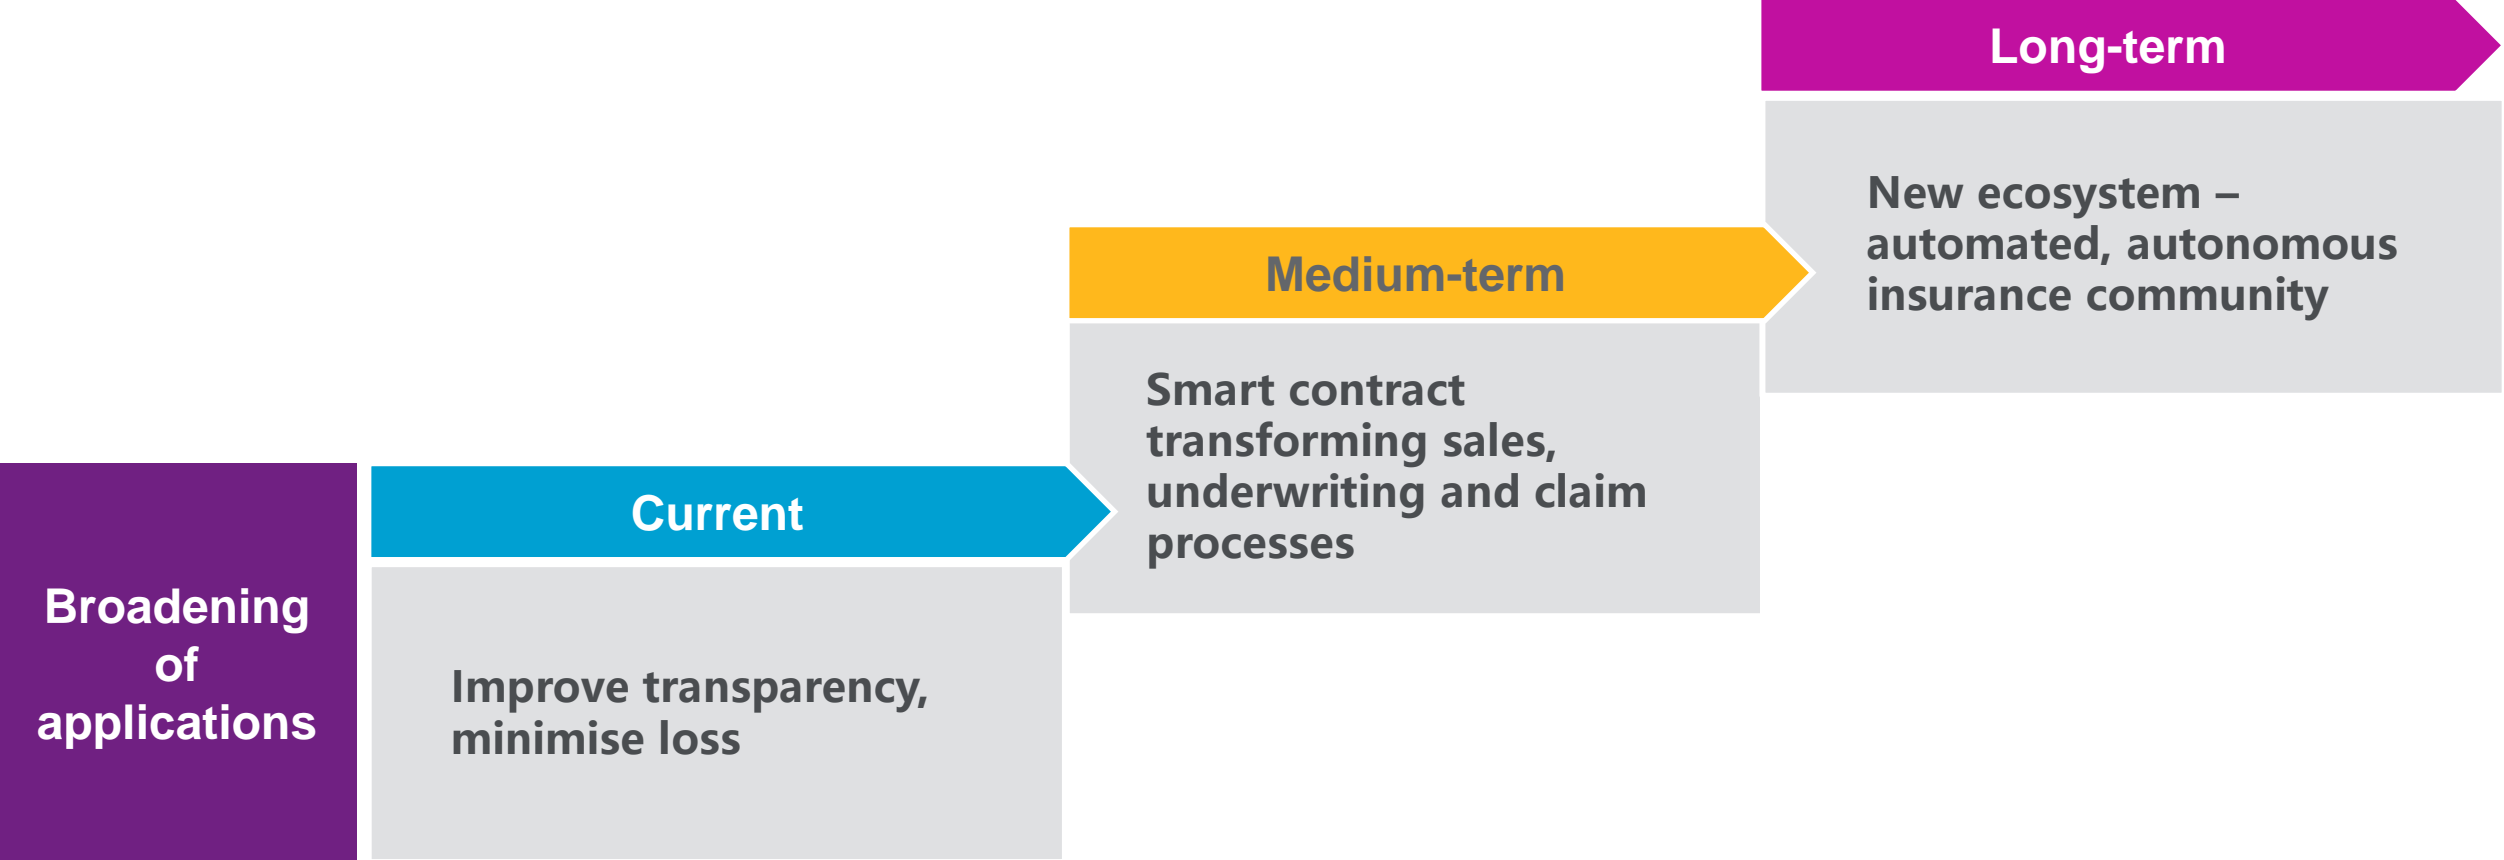 Broadening
of
applications
Current
Improve transparency,
minimise loss
Medium-term
Smart contract
transforming sales,
underwriting and claim
processes
Long-term
New ecosystem –
automated, autonomous
insurance community